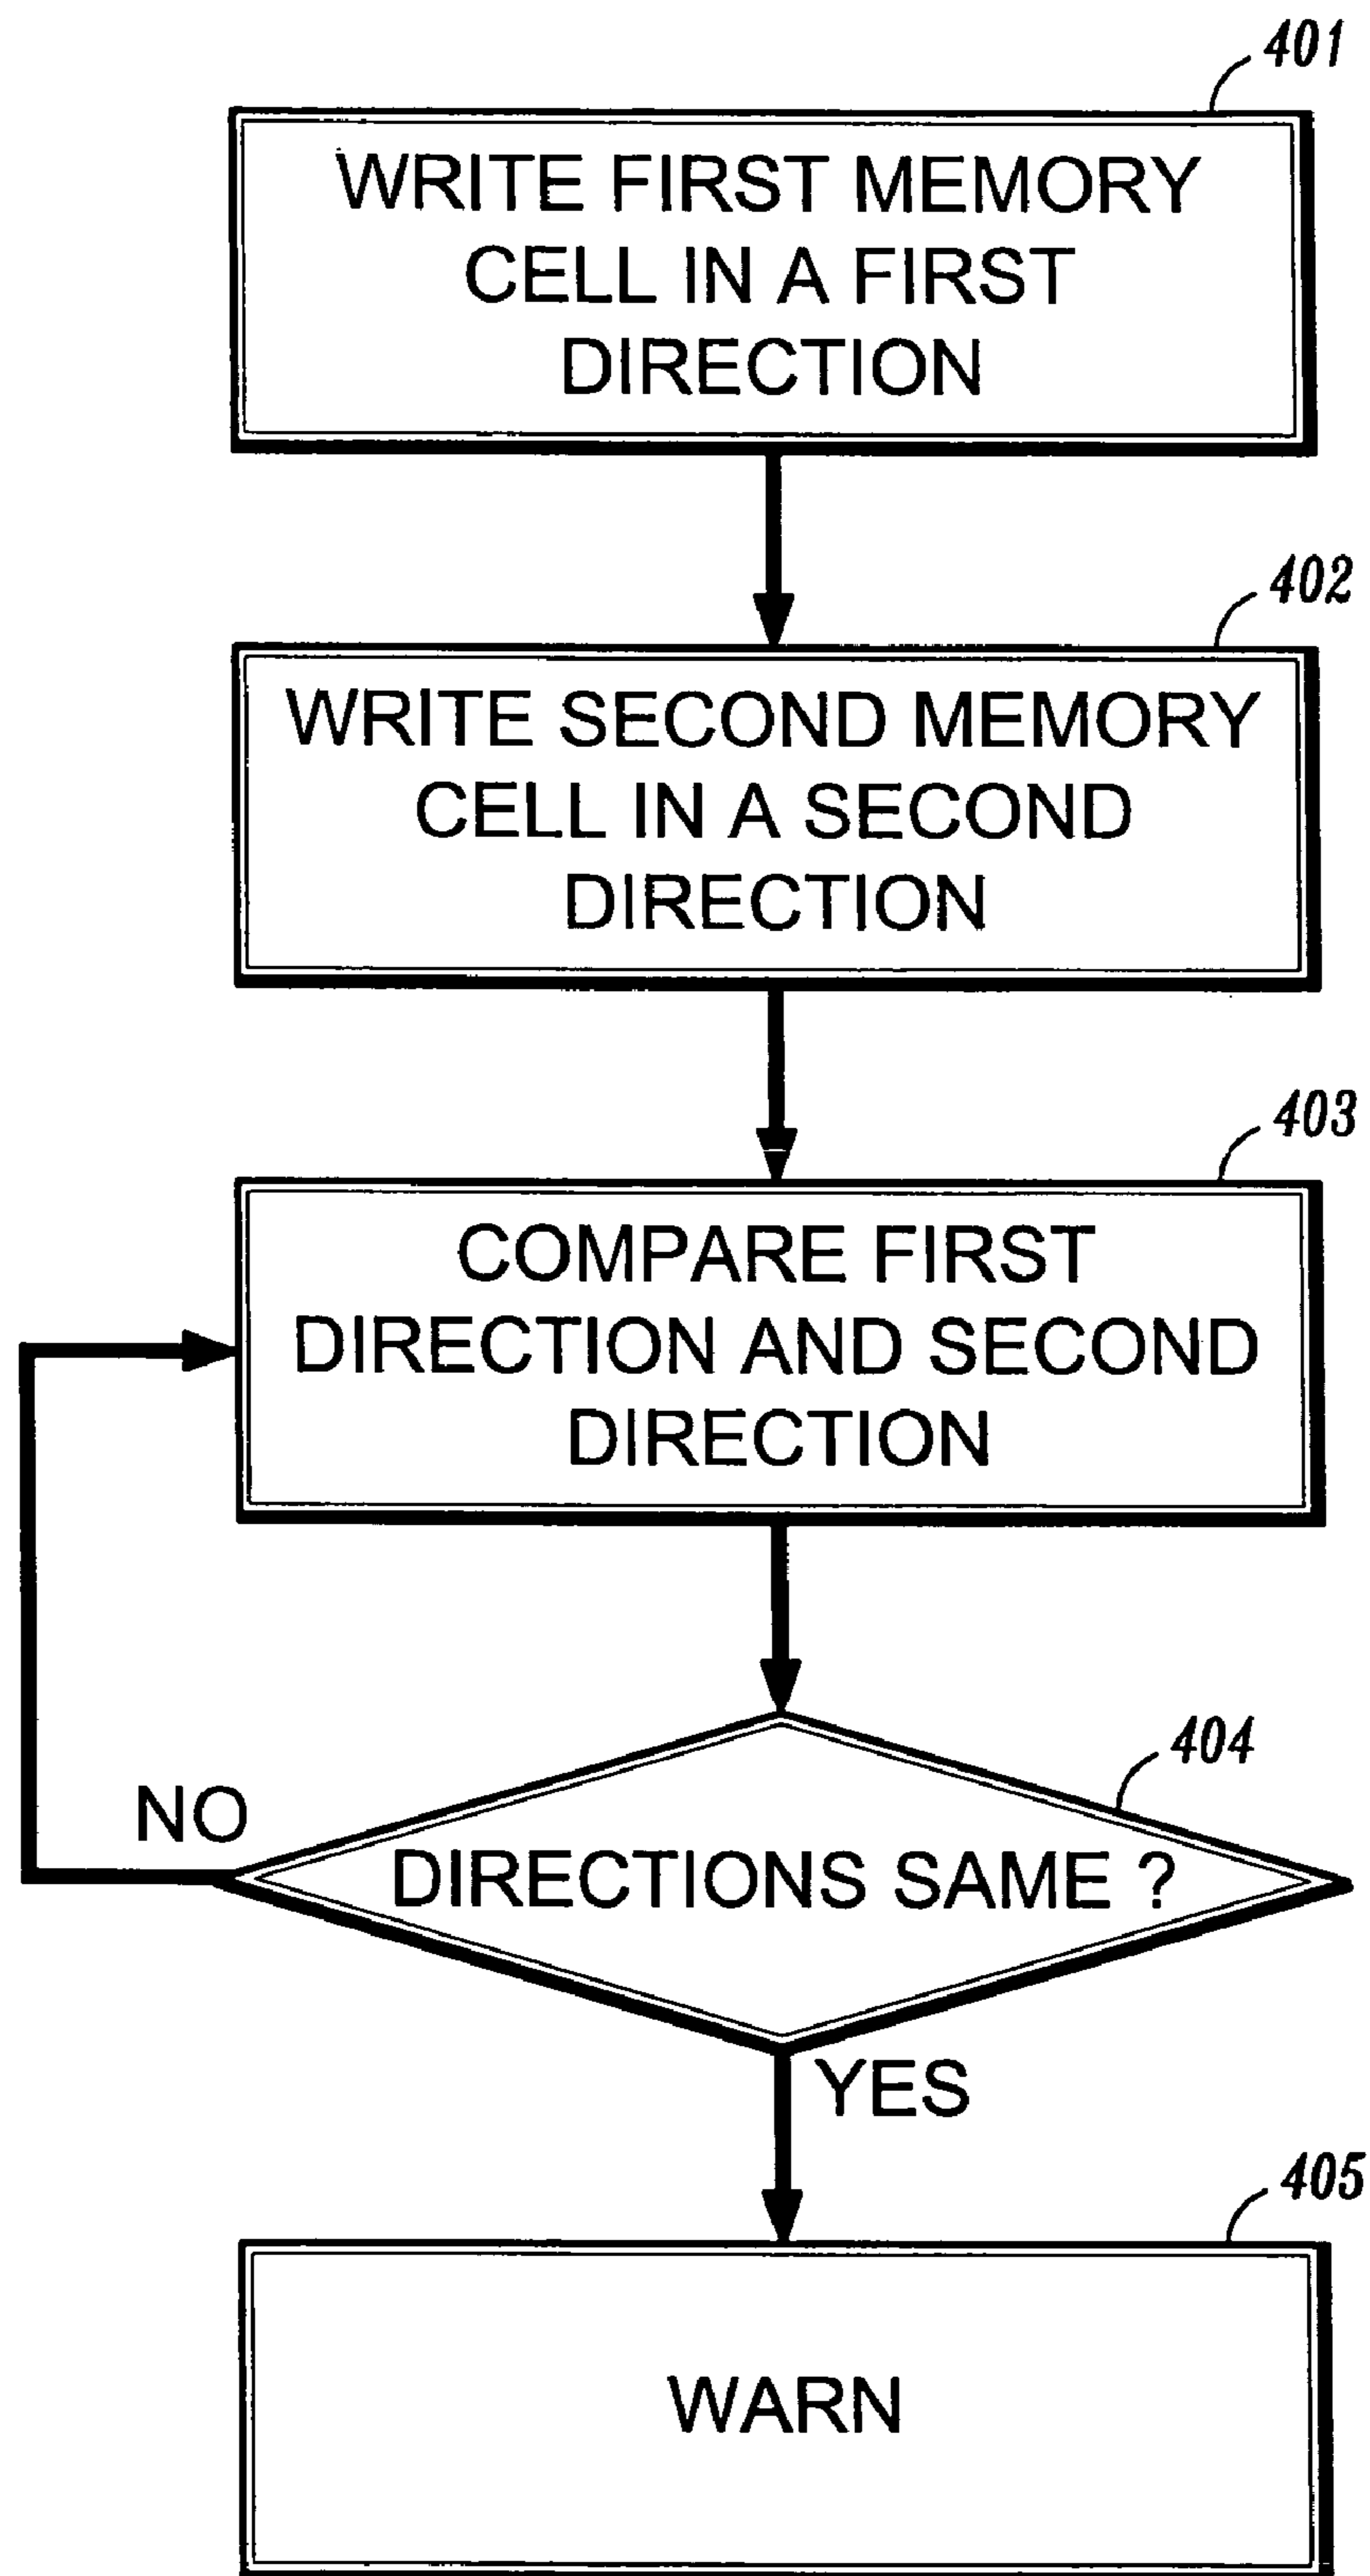 401
WRITE FIRST MEMORY
CELL IN A FIRST
DIRECTION
402
WRITE SECOND MEMORY
CELL IN A SECOND
DIRECTION
403
COMPARE FIRST
DIRECTION AND SECOND
DIRECTION
404
NO
DIRECTIONS SAME ?
YES
405
WARN